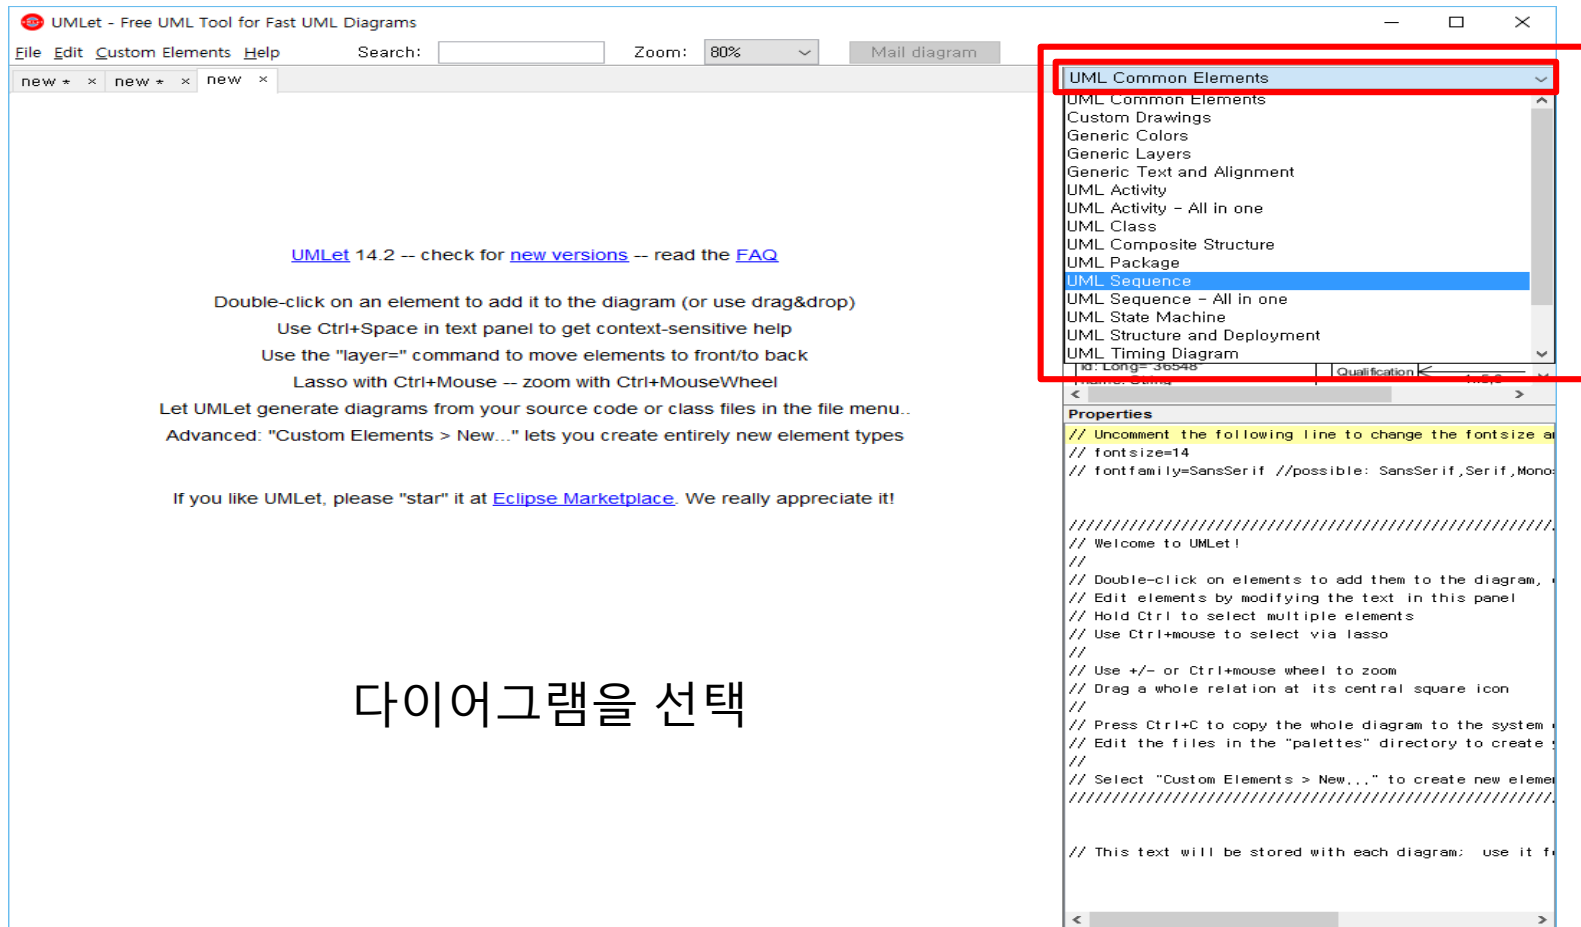 UMLet - Free UML Tool for Fast UML Diagrams
File Edit Custom Elements Help Search: Zoom: 80% Mail diagram
new * × new * × new ×
UML Common Elements
UML Common Elements
Custom Drawings
Generic Colors
Generic Layers
Generic Text and Alignment
UML Activity
UML Activity - All in one
UML Class
UML Composite Structure
UML Package
UML Sequence
UML Sequence - All in one
UML State Machine
UML Structure and Deployment
UML Timing Diagram
id: Long="36548"
Qualification
UMLet 14.2 -- check for new versions -- read the FAQ
Double-click on an element to add it to the diagram (or use drag&drop)
Use Ctrl+Space in text panel to get context-sensitive help
Use the "layer=" command to move elements to front/to back
Lasso with Ctrl+Mouse -- zoom with Ctrl+MouseWheel
Let UMLet generate diagrams from your source code or class files in the file menu..
Advanced: "Custom Elements > New..." lets you create entirely new element types
If you like UMLet, please "star" it at Eclipse Marketplace. We really appreciate it!
다이어그램을 선택
Properties
// Uncomment the following line to change the fontsize
// fontsize=14
// fontfamily=SansSerif //possible: SansSerif,Serif,
//////////////////////////////////////////////////////////
// Welcome to UMLet!
//
// Double-click on elements to add them to the diagram,
// Edit elements by modifying the text in this panel
// Hold Ctrl to select multiple elements
// Use Ctrl+mouse to select via lasso
//
// Use +/- or Ctrl+mouse wheel to zoom
// Drag a whole relation at its central square icon
//
// Press Ctrl+C to copy the whole diagram to the system
// Edit the files in the "palettes" directory to create
//
// Select "Custom Elements > New..." to create new
//////////////////////////////////////////////////////////
// This text will be stored with each diagram; use it